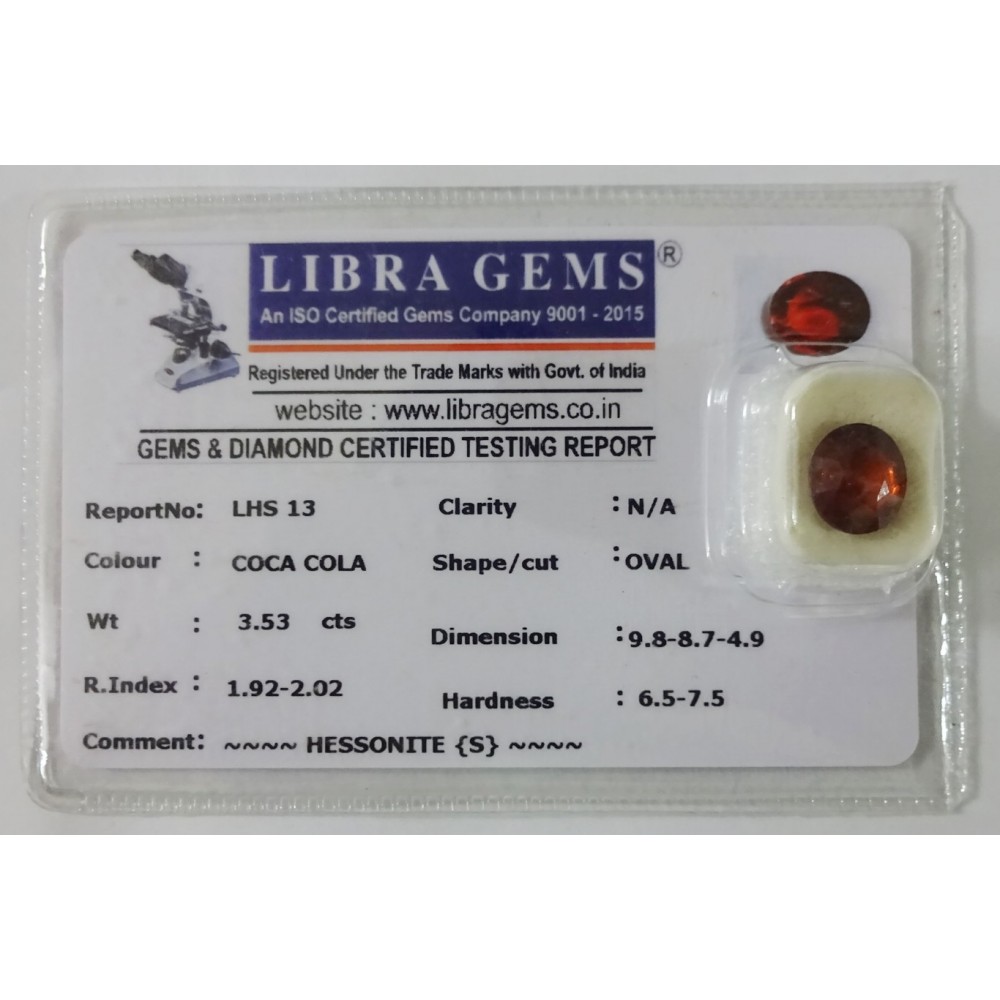 LIBRA GEMS®
An ISO Certified Gems Company 9001 - 2015
Registered Under the Trade Marks with Govt. of India
website : www.libragems.co.in
GEMS & DIAMOND CERTIFIED TESTING REPORT
ReportNo: LHS 13 Clarity : N/A
Colour : COCA COLA Shape/cut : OVAL
Wt : 3.53 cts Dimension : 9.8-8.7-4.9
R.Index : 1.92-2.02 Hardness : 6.5-7.5
Comment: ~~~~ HESSONITE {S} ~~~~